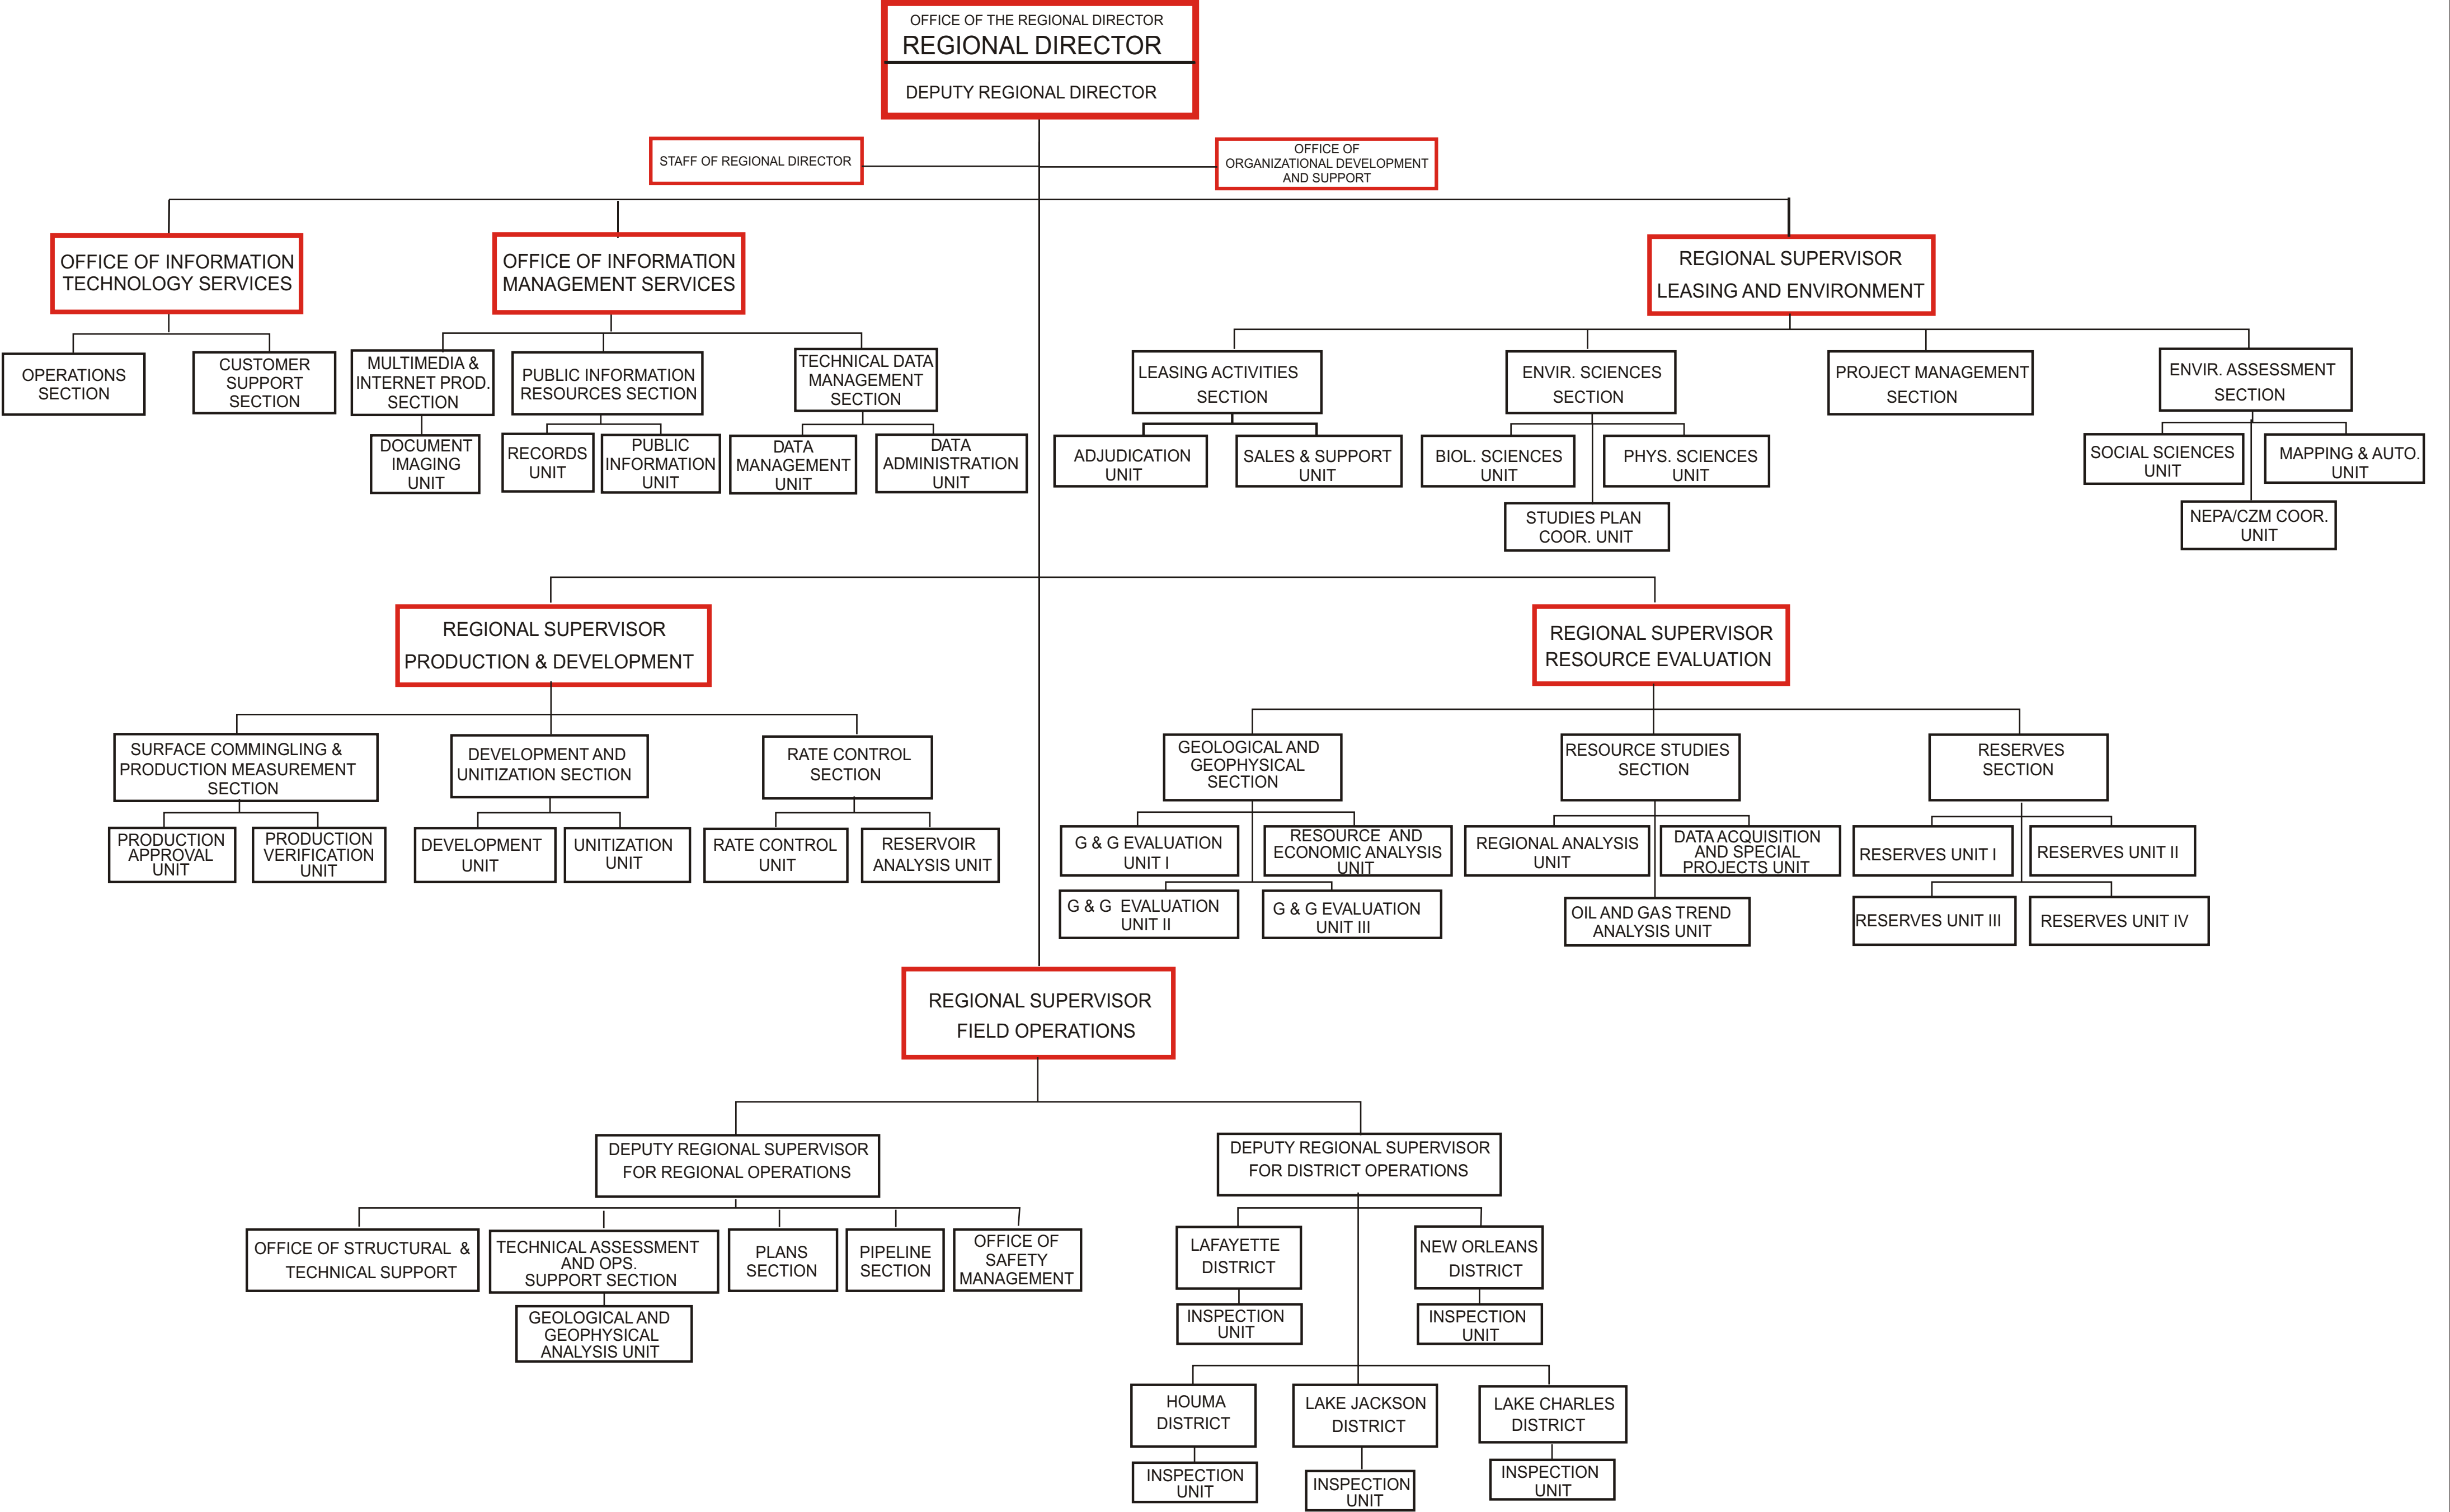 OFFICE OF THE REGIONAL DIRECTOR
REGIONAL DIRECTOR
DEPUTY REGIONAL DIRECTOR
STAFF OF REGIONAL DIRECTOR
OFFICE OF
ORGANIZATIONAL DEVELOPMENT
AND SUPPORT
OFFICE OF INFORMATION
TECHNOLOGY SERVICES
OFFICE OF INFORMATION
MANAGEMENT SERVICES
REGIONAL SUPERVISOR
LEASING AND ENVIRONMENT
OPERATIONS
SECTION
CUSTOMER
SUPPORT
SECTION
MULTIMEDIA &
INTERNET PROD.
SECTION
PUBLIC INFORMATION
RESOURCES SECTION
TECHNICAL DATA
MANAGEMENT
SECTION
LEASING ACTIVITIES
SECTION
ENVIR. SCIENCES
SECTION
PROJECT MANAGEMENT
SECTION
ENVIR. ASSESSMENT
SECTION
DOCUMENT
IMAGING
UNIT
RECORDS
UNIT
PUBLIC
INFORMATION
UNIT
DATA
MANAGEMENT
UNIT
DATA
ADMINISTRATION
UNIT
ADJUDICATION
UNIT
SALES & SUPPORT
UNIT
BIOL. SCIENCES
UNIT
PHYS. SCIENCES
UNIT
STUDIES PLAN
COOR. UNIT
SOCIAL SCIENCES
UNIT
MAPPING & AUTO.
UNIT
NEPA/CZM COOR.
UNIT
REGIONAL SUPERVISOR
PRODUCTION & DEVELOPMENT
REGIONAL SUPERVISOR
RESOURCE EVALUATION
SURFACE COMMINGLING &
PRODUCTION MEASUREMENT
SECTION
DEVELOPMENT AND
UNITIZATION SECTION
RATE CONTROL
SECTION
GEOLOGICAL AND
GEOPHYSICAL
SECTION
RESOURCE STUDIES
SECTION
RESERVES
SECTION
PRODUCTION
APPROVAL
UNIT
PRODUCTION
VERIFICATION
UNIT
DEVELOPMENT
UNIT
UNITIZATION
UNIT
RATE CONTROL
UNIT
RESERVOIR
ANALYSIS UNIT
G & G EVALUATION
UNIT I
RESOURCE AND
ECONOMIC ANALYSIS
UNIT
REGIONAL ANALYSIS
UNIT
DATA ACQUISITION
AND SPECIAL
PROJECTS UNIT
RESERVES UNIT I
RESERVES UNIT II
G & G EVALUATION
UNIT II
G & G EVALUATION
UNIT III
OIL AND GAS TREND
ANALYSIS UNIT
RESERVES UNIT III
RESERVES UNIT IV
REGIONAL SUPERVISOR
FIELD OPERATIONS
DEPUTY REGIONAL SUPERVISOR
FOR REGIONAL OPERATIONS
DEPUTY REGIONAL SUPERVISOR
FOR DISTRICT OPERATIONS
OFFICE OF STRUCTURAL &
TECHNICAL SUPPORT
TECHNICAL ASSESSMENT
AND OPS.
SUPPORT SECTION
PLANS
SECTION
PIPELINE
SECTION
OFFICE OF
SAFETY
MANAGEMENT
GEOLOGICAL AND
GEOPHYSICAL
ANALYSIS UNIT
LAFAYETTE
DISTRICT
NEW ORLEANS
DISTRICT
INSPECTION
UNIT
INSPECTION
UNIT
HOUMA
DISTRICT
LAKE JACKSON
DISTRICT
LAKE CHARLES
DISTRICT
INSPECTION
UNIT
INSPECTION
UNIT
INSPECTION
UNIT